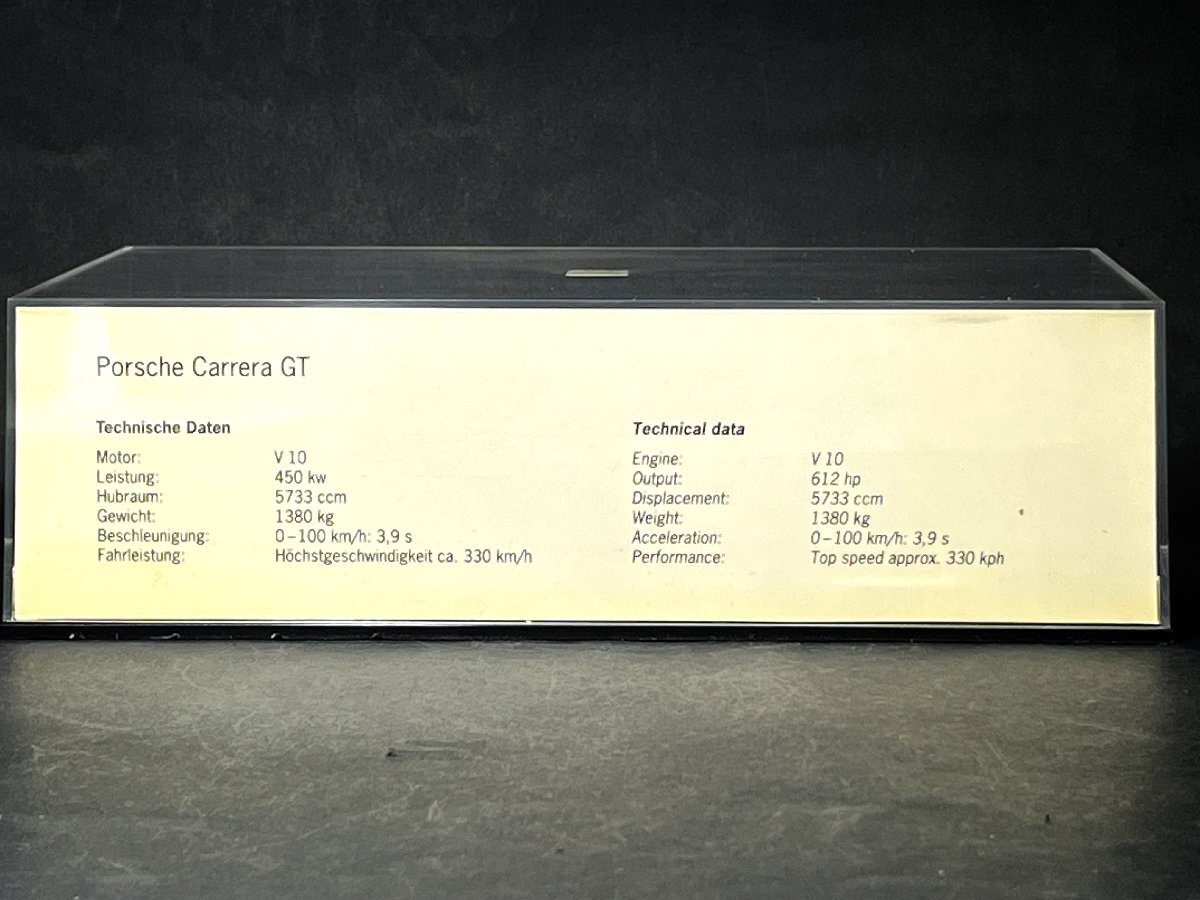 Porsche Carrera GT
Technische Daten
Motor: V 10
Leistung: 450 kw
Hubraum: 5733 ccm
Gewicht: 1380 kg
Beschleunigung: 0–100 km/h: 3,9 s
Fahrleistung: Höchstgeschwindigkeit ca. 330 km/h
Technical data
Engine: V 10
Output: 612 hp
Displacement: 5733 ccm
Weight: 1380 kg
Acceleration: 0–100 km/h: 3,9 s
Performance: Top speed approx. 330 kph